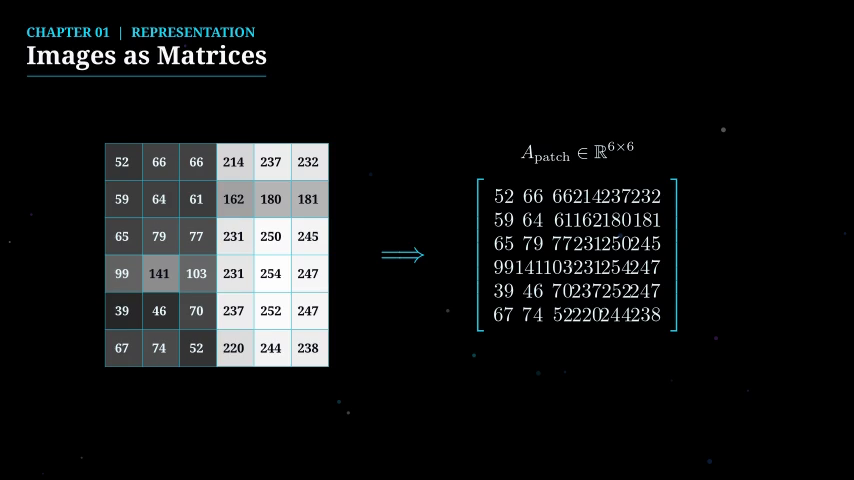 CHAPTER 01 | REPRESENTATION
Images as Matrices
52 66 66 214 237 232
59 64 61 162 180 181
65 79 77 231 250 245
99 141 103 231 254 247
39 46 70 237 252 247
67 74 52 220 244 238
⟹
A_patch ∈ ℝ^{6×6}
52 66 66214237232
59 64 61162180181
65 79 77231250245
99141103231254247
39 46 70237252247
67 74 52220244238